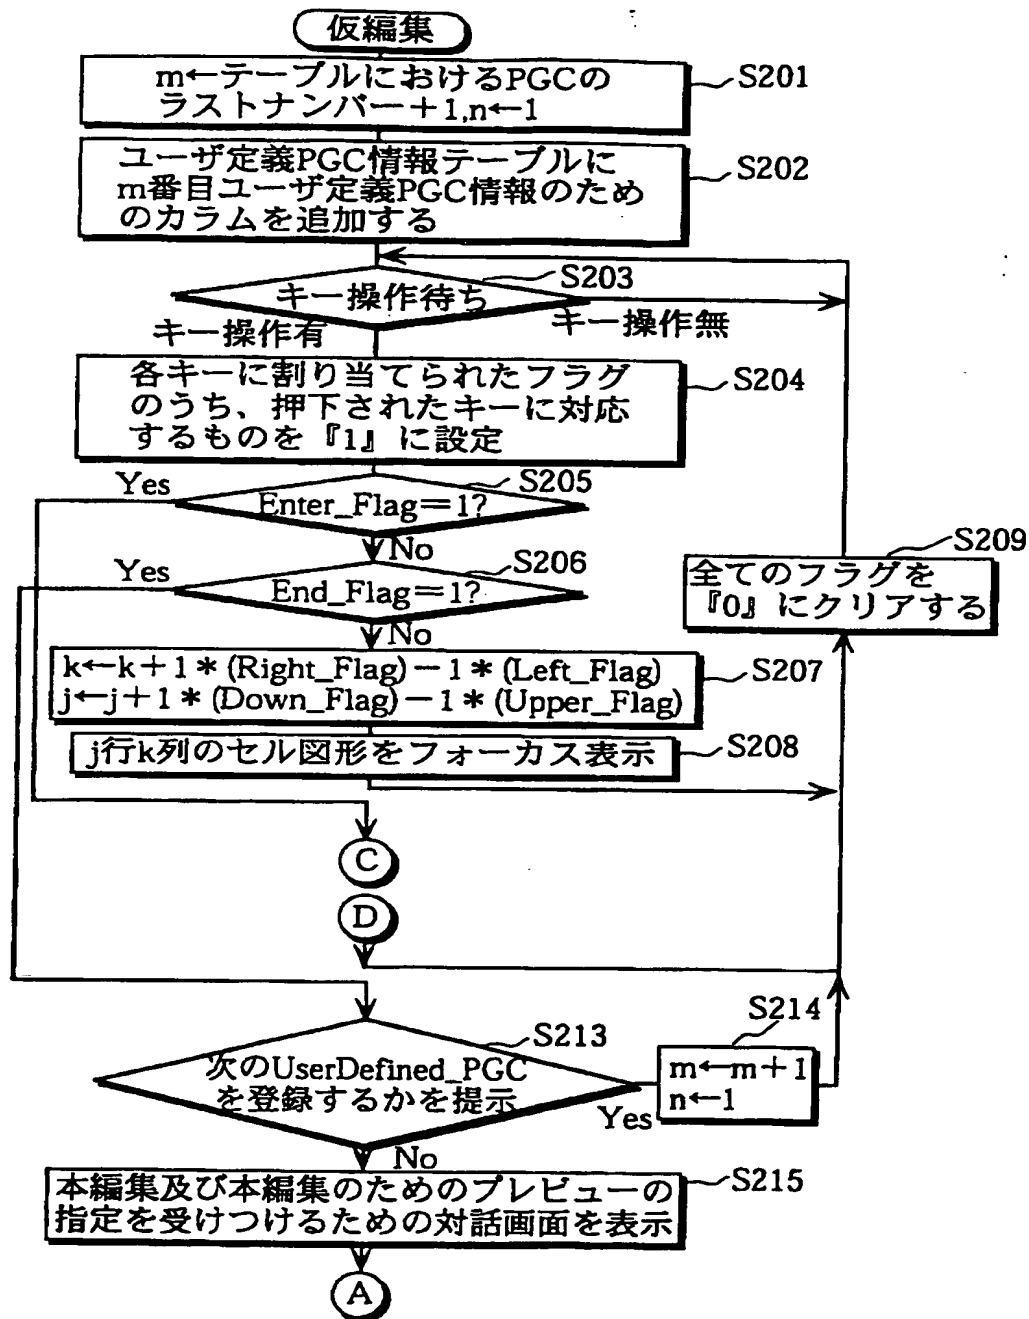 仮編集
m←テーブルにおけるPGCの
ラストナンバー+1,n←1
S201
ユーザ定義PGC情報テーブルに
m番目ユーザ定義PGC情報のため
のカラムを追加する
S202
S203
キー操作待ち
キー操作有
キー操作無
各キーに割り当てられたフラグ
のうち、押下されたキーに対応
するものを『1』に設定
S204
Yes
S205
Enter_Flag=1?
No
Yes
S206
End_Flag=1?
No
S209
全てのフラグを
『0』にクリアする
k←k+1*(Right_Flag)-1*(Left_Flag)
j←j+1*(Down_Flag)-1*(Upper_Flag)
S207
j行k列のセル図形をフォーカス表示
S208
C
D
S213
次のUserDefined_PGC
を登録するかを提示
Yes
S214
m←m+1
n←1
No
本編集及び本編集のためのプレビューの
指定を受けつけるための対話画面を表示
S215
A